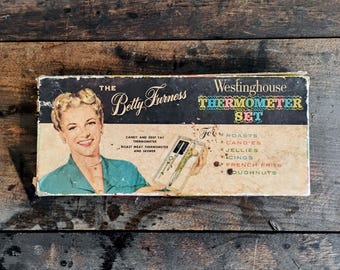 THE
Betty Furness
Westinghouse
THERMOMETER
SET
CANDY AND DEEP FAT
THERMOMETER
ROAST MEAT THERMOMETER
AND SKEWER
For
ROASTS
CANDIES
JELLIES
ICINGS
FRENCH FRIES
DOUGHNUTS